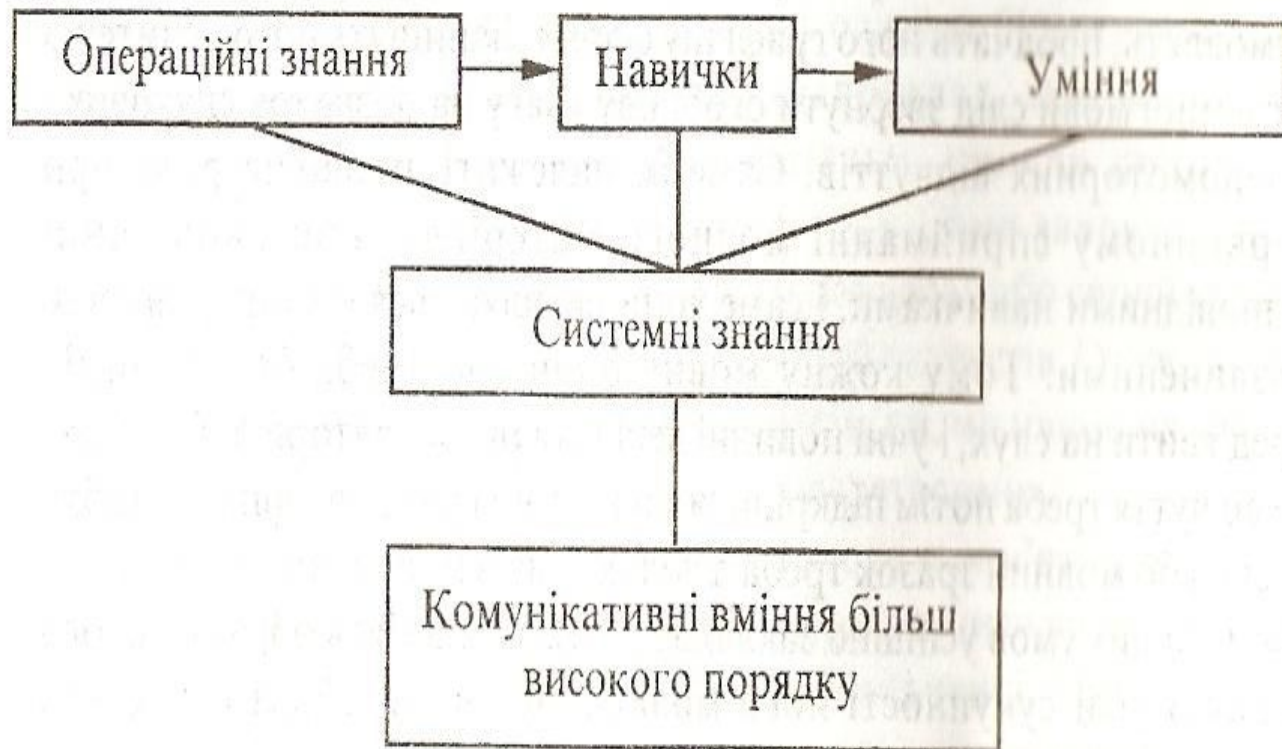 Операційні знання
Навички
Уміння
Системні знання
Комунікативні вміння більш
високого порядку